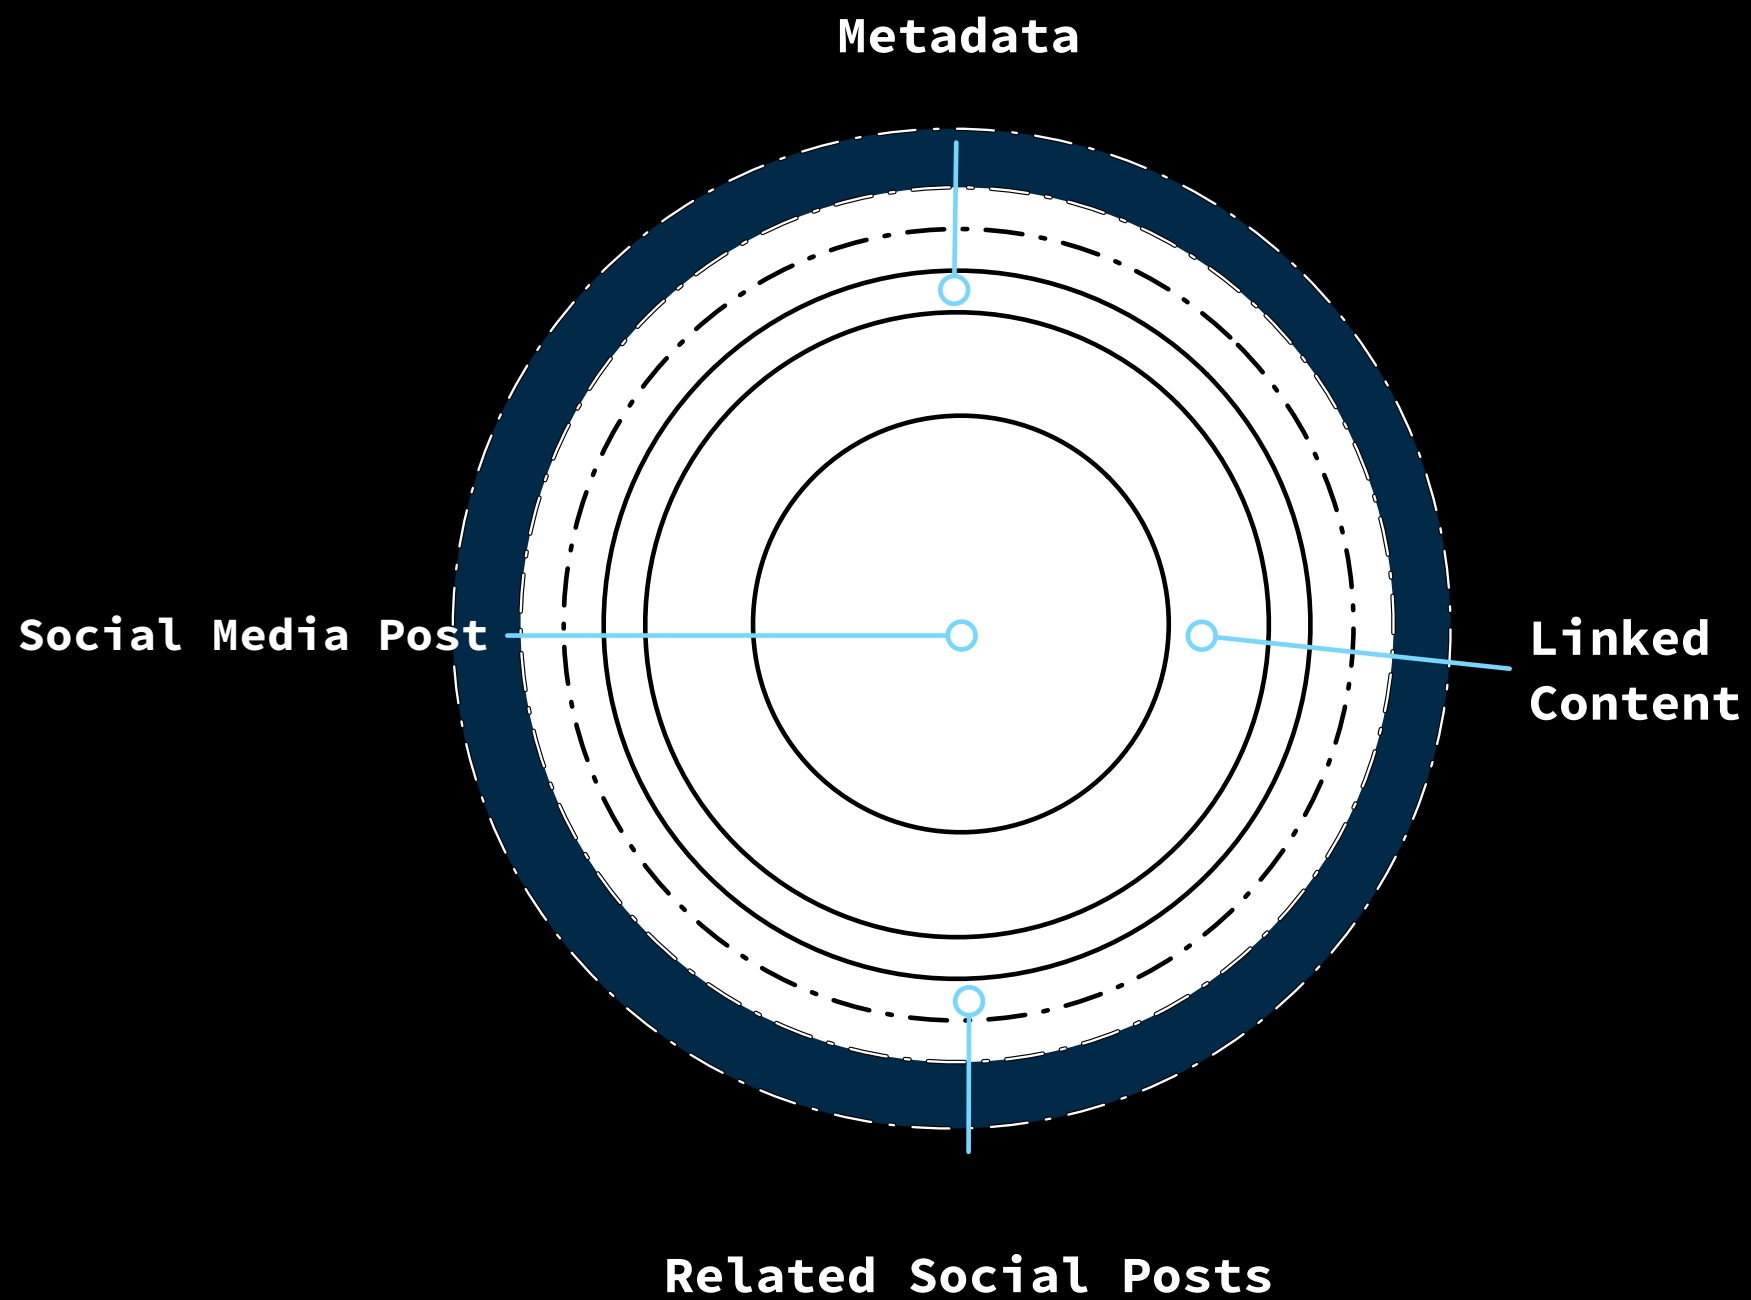 Metadata
Social Media Post
Linked
Content
Related Social Posts